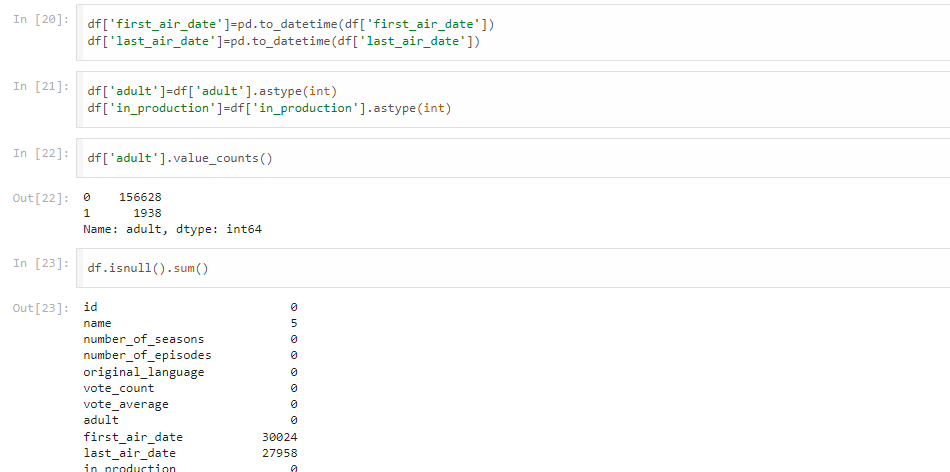 In [20]: df['first_air_date']=pd.to_datetime(df['first_air_date'])
df['last_air_date']=pd.to_datetime(df['last_air_date'])
In [21]: df['adult']=df['adult'].astype(int)
df['in_production']=df['in_production'].astype(int)
In [22]: df['adult'].value_counts()
Out[22]: 0    156628
1      1938
Name: adult, dtype: int64
In [23]: df.isnull().sum()
Out[23]: id                          0
name                        5
number_of_seasons           0
number_of_episodes          0
original_language           0
vote_count                  0
vote_average                0
adult                       0
first_air_date          30024
last_air_date           27958
in_production               0